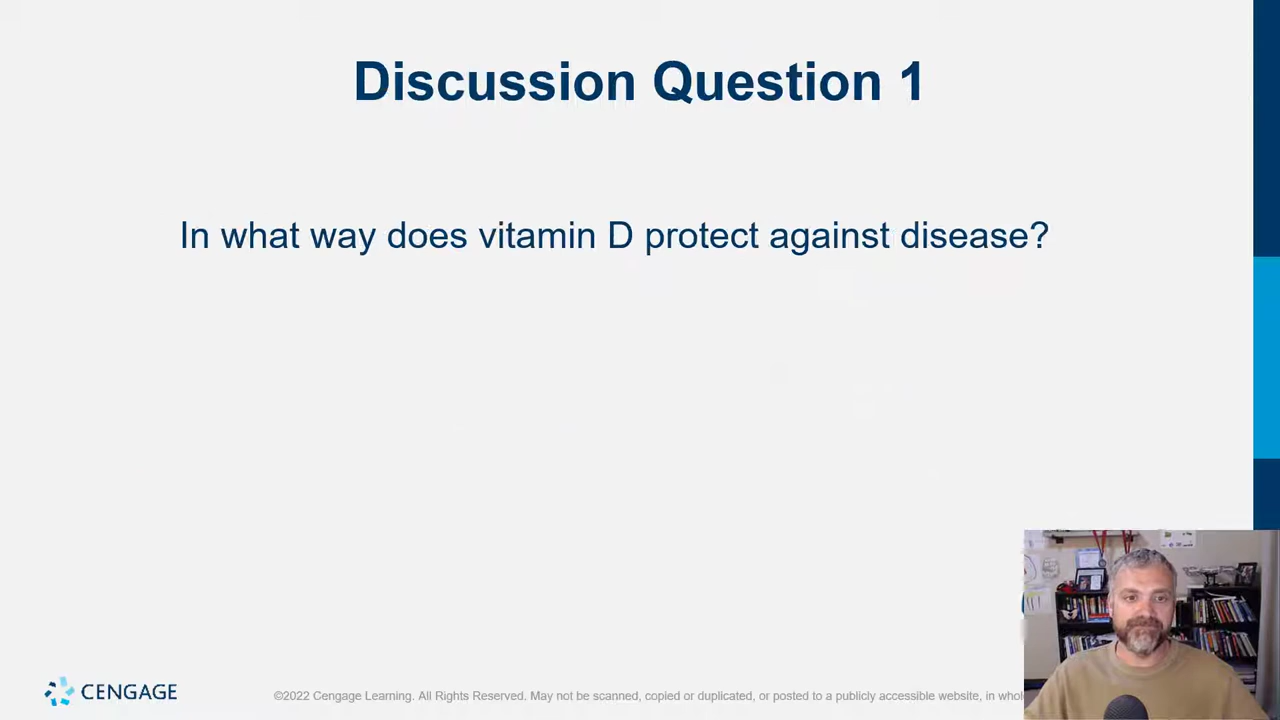 Discussion Question 1
In what way does vitamin D protect against disease?
CENGAGE
©2022 Cengage Learning. All Rights Reserved. May not be scanned, copied or duplicated, or posted to a publicly accessible website, in